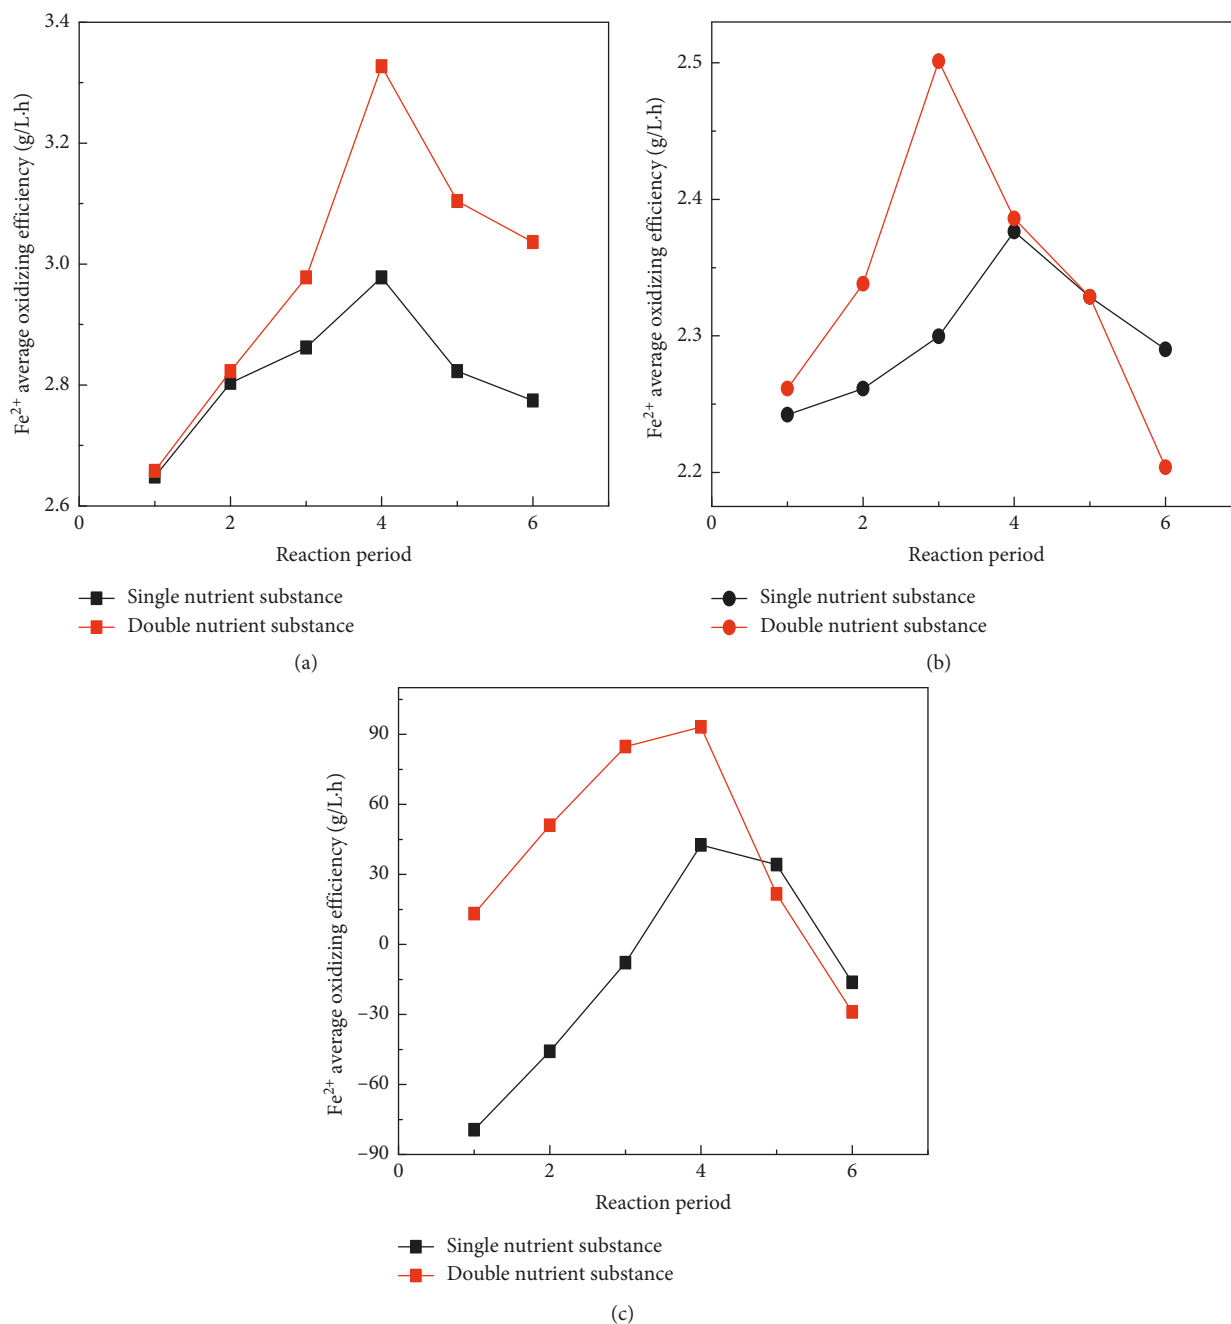 3.4
3.2
3.0
2.8
2.6
Fe²⁺ average oxidizing efficiency (g/L·h)
0 2 4 6
Reaction period
Single nutrient substance
Double nutrient substance
(a)
2.5
2.4
2.3
2.2
Fe²⁺ average oxidizing efficiency (g/L·h)
0 2 4 6
Reaction period
Single nutrient substance
Double nutrient substance
(b)
90
60
30
0
−30
−60
−90
Fe²⁺ average oxidizing efficiency (g/L·h)
0 2 4 6
Reaction period
Single nutrient substance
Double nutrient substance
(c)